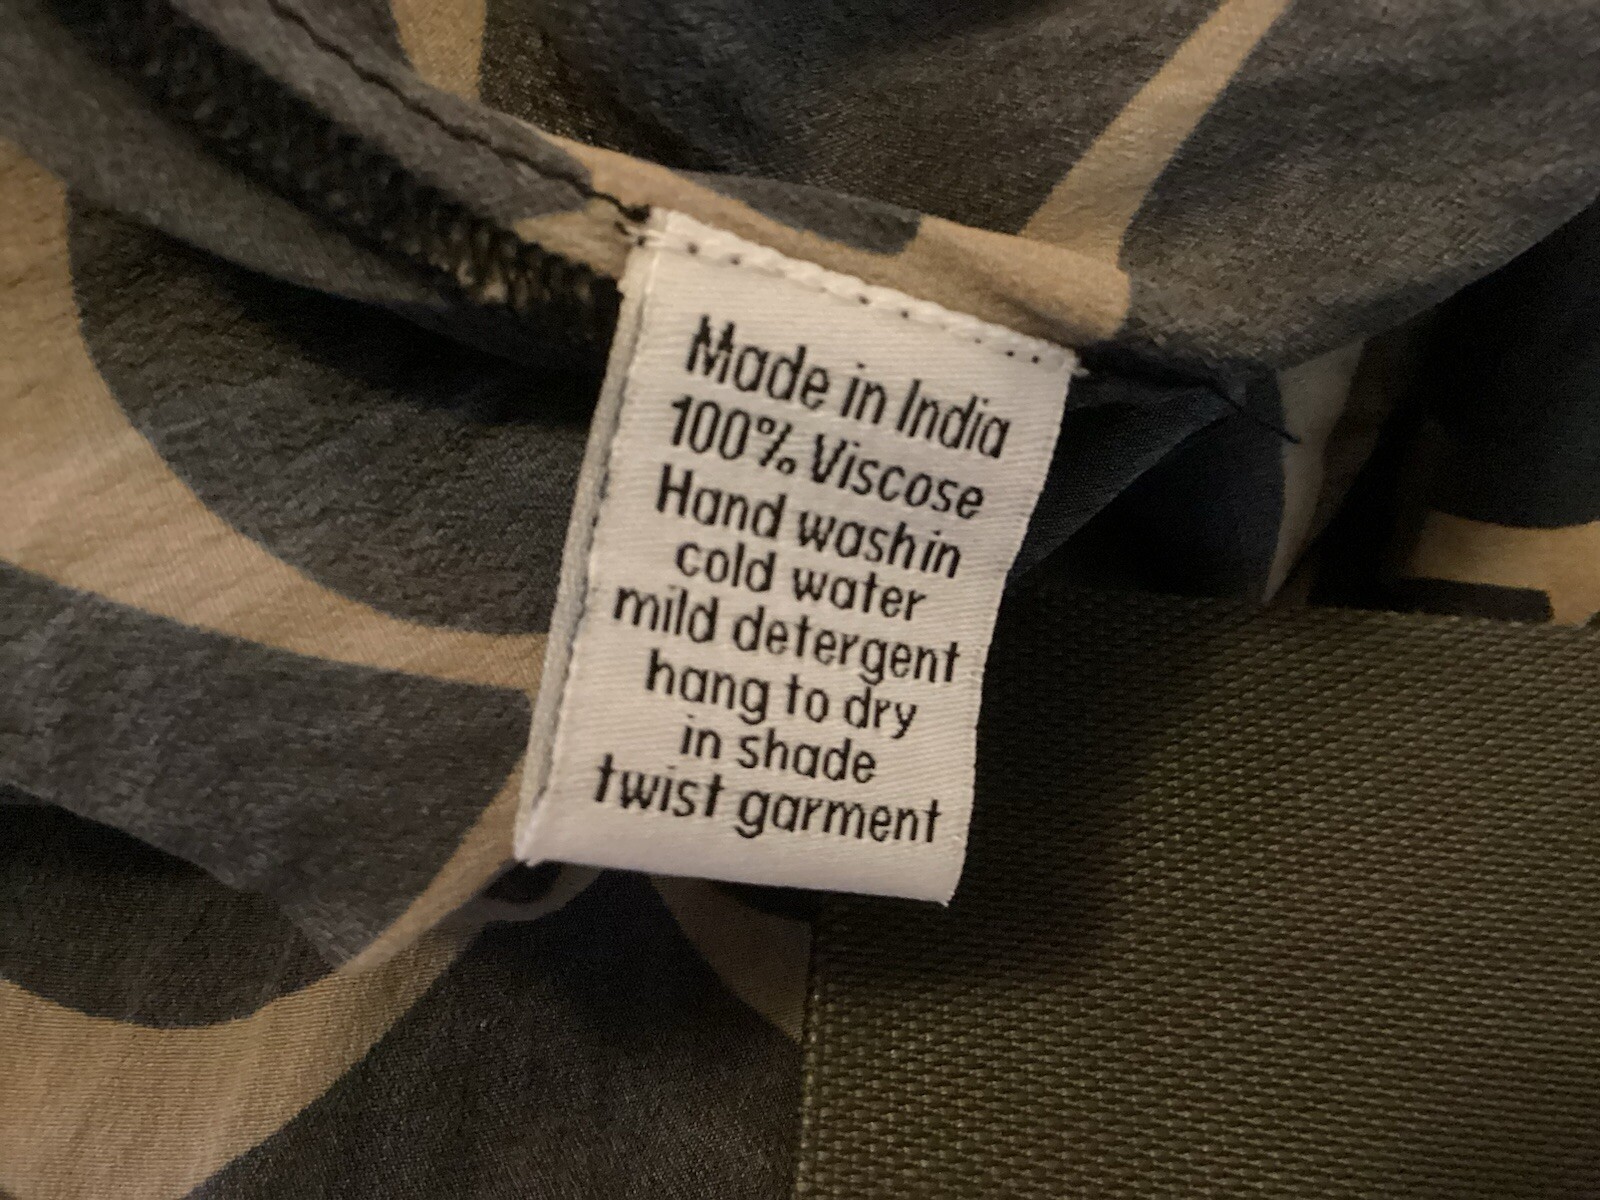 Made in India
100% Viscose
Hand wash in
cold water
mild detergent
hang to dry
in shade
twist garment